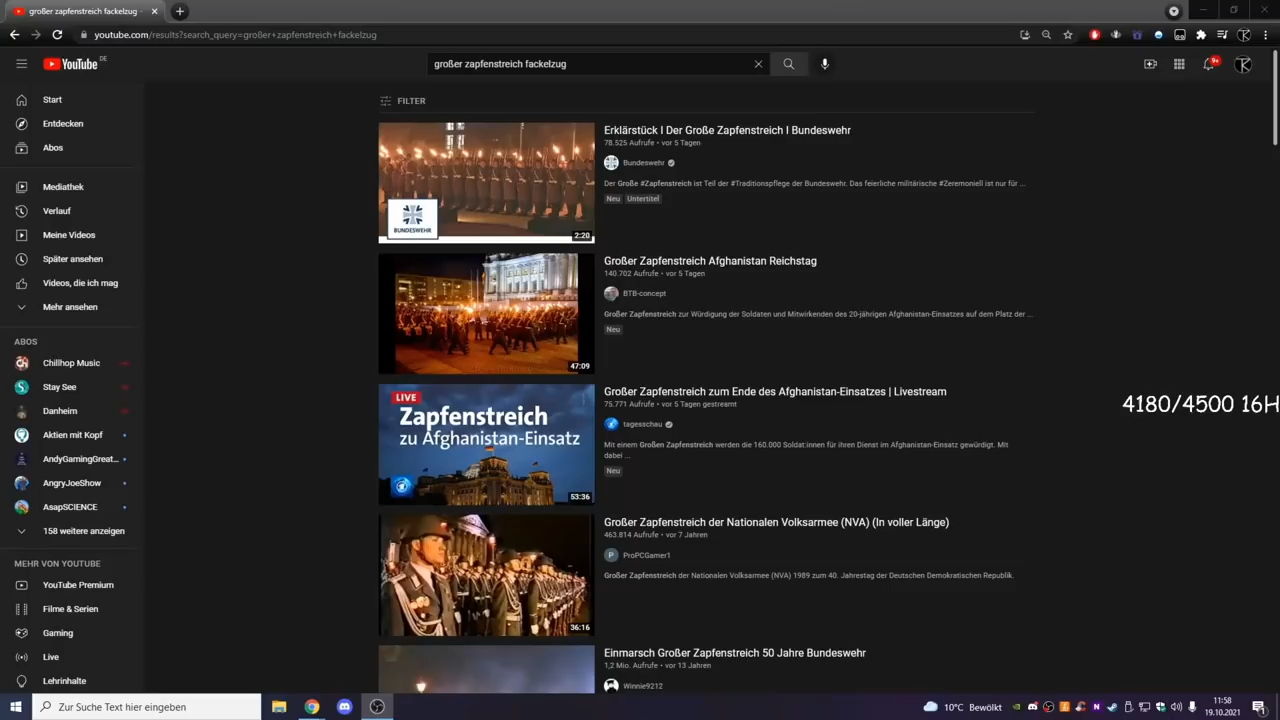 großer zapfenstreich fackelzug -
youtube.com/results?search_query=großer+zapfenstreich+fackelzug
YouTube DE
großer zapfenstreich fackelzug
9+
Start
Entdecken
Abos
Mediathek
Verlauf
Meine Videos
Später ansehen
Videos, die ich mag
Mehr ansehen
ABOS
Chillhop Music
Stay See
Danheim
Aktien mit Kopf
AndyGamingGreat...
AngryJoeShow
AsapSCIENCE
158 weitere anzeigen
MEHR VON YOUTUBE
YouTube Premium
Filme & Serien
Gaming
Live
Lehrinhalte
FILTER
BUNDESWEHR
2:20
Erklärstück I Der Große Zapfenstreich I Bundeswehr
78.525 Aufrufe • vor 5 Tagen
Bundeswehr
Der Große #Zapfenstreich ist Teil der #Traditionspflege der Bundeswehr. Das feierliche militärische #Zeremoniell ist nur für ...
Neu Untertitel
47:09
Großer Zapfenstreich Afghanistan Reichstag
140.702 Aufrufe • vor 5 Tagen
BTB-concept
Großer Zapfenstreich zur Würdigung der Soldaten und Mitwirkenden des 20-jährigen Afghanistan-Einsatzes auf dem Platz der ...
Neu
LIVE
Zapfenstreich
zu Afghanistan-Einsatz
53:36
Großer Zapfenstreich zum Ende des Afghanistan-Einsatzes | Livestream
75.771 Aufrufe • vor 5 Tagen gestreamt
tagesschau
Mit einem Großen Zapfenstreich werden die 160.000 Soldat:innen für ihren Dienst im Afghanistan-Einsatz gewürdigt. Mit
dabei ...
Neu
4180/4500 16H
36:16
Großer Zapfenstreich der Nationalen Volksarmee (NVA) (In voller Länge)
463.814 Aufrufe • vor 7 Jahren
P ProPCGamer1
Großer Zapfenstreich der Nationalen Volksarmee (NVA) 1989 zum 40. Jahrestag der Deutschen Demokratischen Republik.
Einmarsch Großer Zapfenstreich 50 Jahre Bundeswehr
1,2 Mio. Aufrufe • vor 13 Jahren
Winnie9212
Zur Suche Text hier eingeben
10°C Bewölkt
11:58
19.10.2021